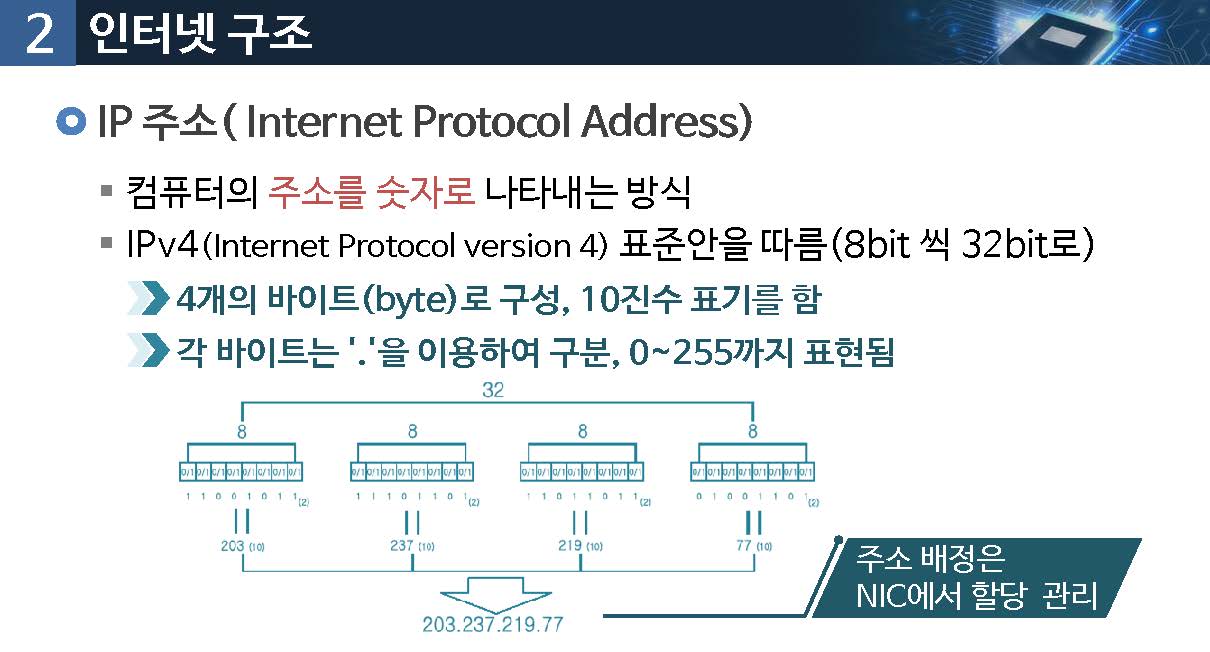 2 인터넷 구조
IP 주소( Internet Protocol Address)
컴퓨터의 주소를 숫자로 나타내는 방식
IPv4(Internet Protocol version 4) 표준안을 따름(8bit 씩 32bit로)
4개의 바이트(byte)로 구성, 10진수 표기를 함
각 바이트는 '.'을 이용하여 구분, 0~255까지 표현됨
32
8 8 8 8
0/1 0/1 0/1 0/1 0/1 0/1 0/1 0/1 0/1 0/1 0/1 0/1 0/1 0/1 0/1 0/1 0/1 0/1 0/1 0/1 0/1 0/1 0/1 0/1 0/1 0/1 0/1 0/1 0/1 0/1 0/1 0/1
1 1 0 0 1 0 1 1 (2) 1 1 1 0 1 1 0 1 (2) 1 1 0 1 1 0 1 1 (2) 0 1 0 0 1 1 0 1 (2)
203 (10) 237 (10) 219 (10) 77 (10)
203.237.219.77
주소 배정은
NIC에서 할당 관리